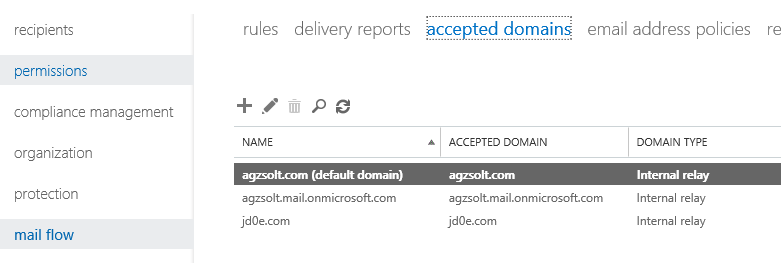 recipients
permissions
compliance management
organization
protection
mail flow
rules delivery reports accepted domains email address policies re
NAME ACCEPTED DOMAIN DOMAIN TYPE
agzsolt.com (default domain) agzsolt.com Internal relay
agzsolt.mail.onmicrosoft.com agzsolt.mail.onmicrosoft.com Internal relay
jd0e.com jd0e.com Internal relay